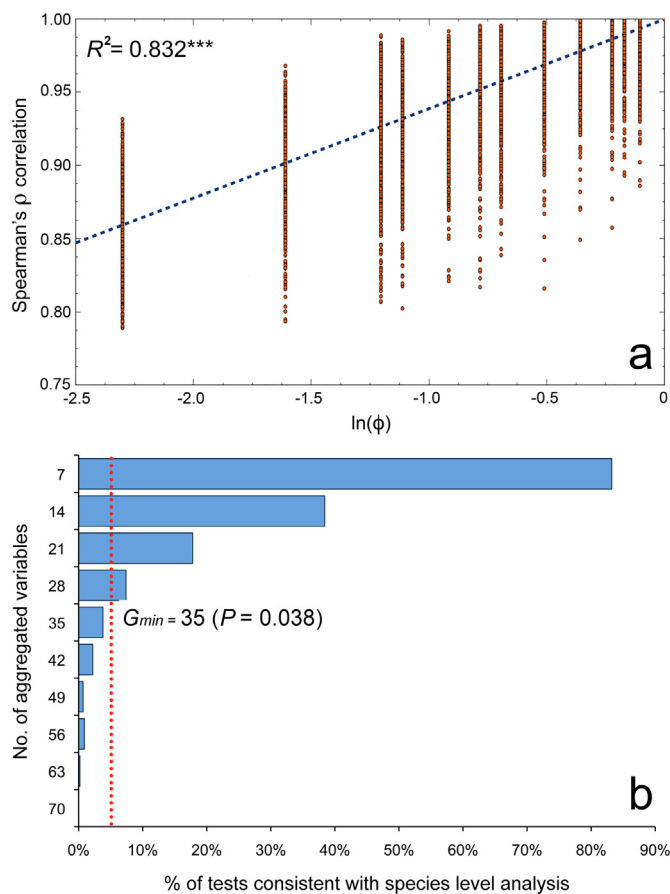 1.00
0.95
0.90
0.85
0.80
0.75
R²= 0.832***
Spearman's ρ correlation
a
-2.5 -2.0 -1.5 -1.0 -0.5 0
ln(ϕ)
7
14
21
28
35
42
49
56
63
70
No. of aggregated variables
Gmin = 35 (P = 0.038)
b
0% 10% 20% 30% 40% 50% 60% 70% 80% 90%
% of tests consistent with species level analysis